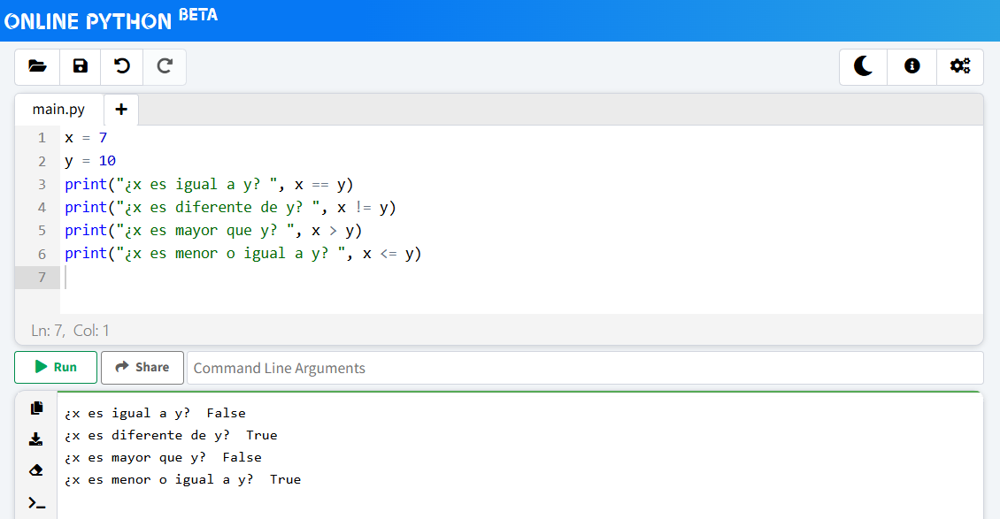 ONLINE PYTHON BETA
main.py +
1 x = 7
2 y = 10
3 print("¿x es igual a y? ", x == y)
4 print("¿x es diferente de y? ", x != y)
5 print("¿x es mayor que y? ", x > y)
6 print("¿x es menor o igual a y? ", x <= y)
7
Ln: 7, Col: 1
Run Share Command Line Arguments
¿x es igual a y?  False
¿x es diferente de y?  True
¿x es mayor que y?  False
¿x es menor o igual a y?  True